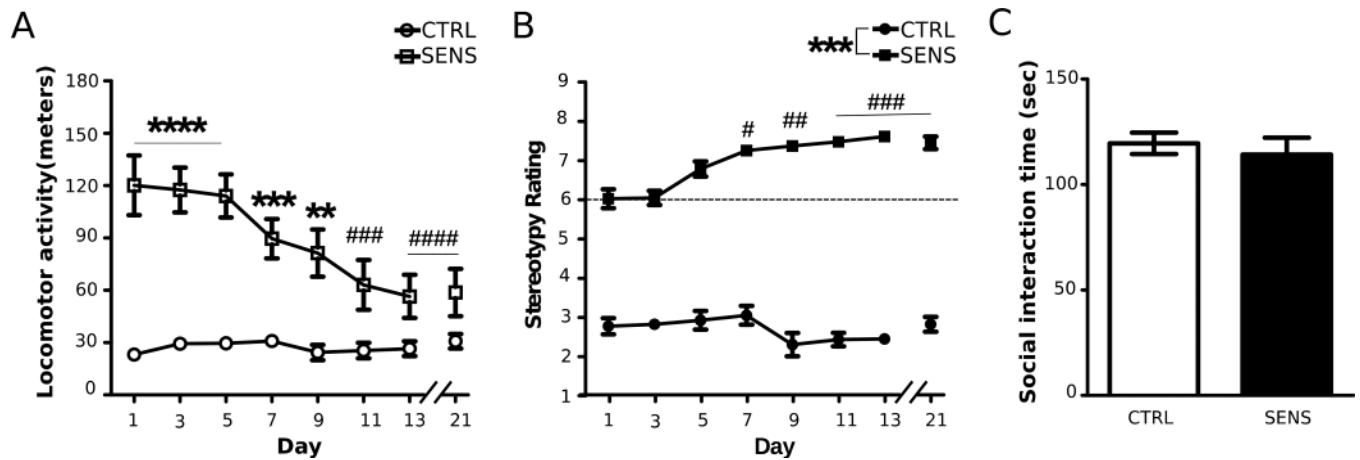 A
CTRL
SENS
Locomotor activity(meters)
180
150
120
90
60
30
0
****
***
**
###
####
1 3 5 7 9 11 13 21
Day
B
***
CTRL
SENS
Stereotypy Rating
9
8
7
6
5
4
3
2
1
#
##
###
1 3 5 7 9 11 13 21
Day
C
Social interaction time (sec)
150
100
50
0
CTRL SENS